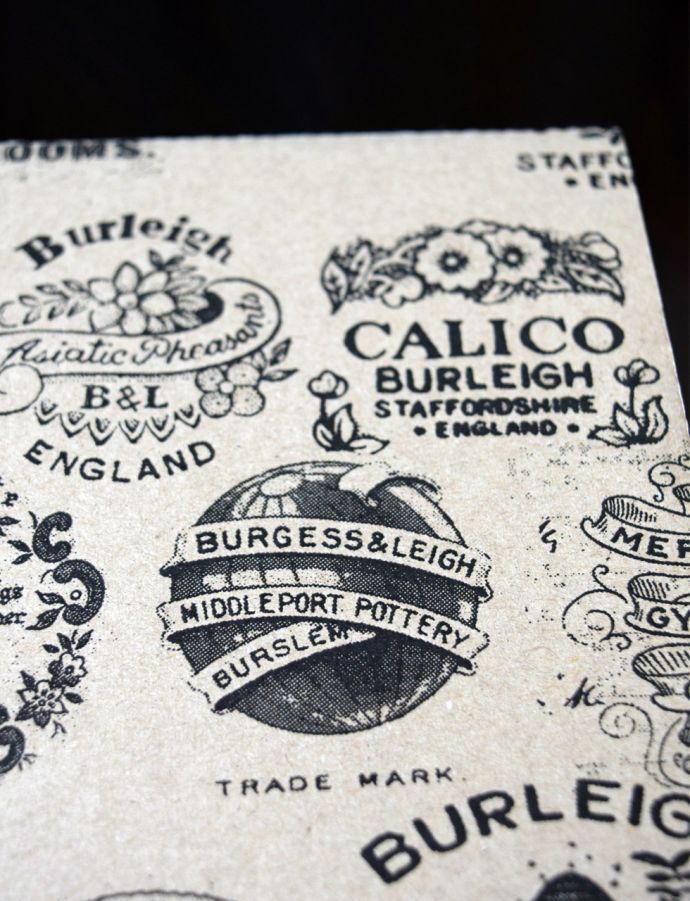 OOMS.
STAFFO
• EN
Burleigh
Asiatic Pheasants
B&L
ENGLAND
CALICO
BURLEIGH
STAFFORDSHIRE
• ENGLAND •
BURGESS & LEIGH
MIDDLEPORT POTTERY
BURSLEM
TRADE MARK.
MER
GY
BURLEIG